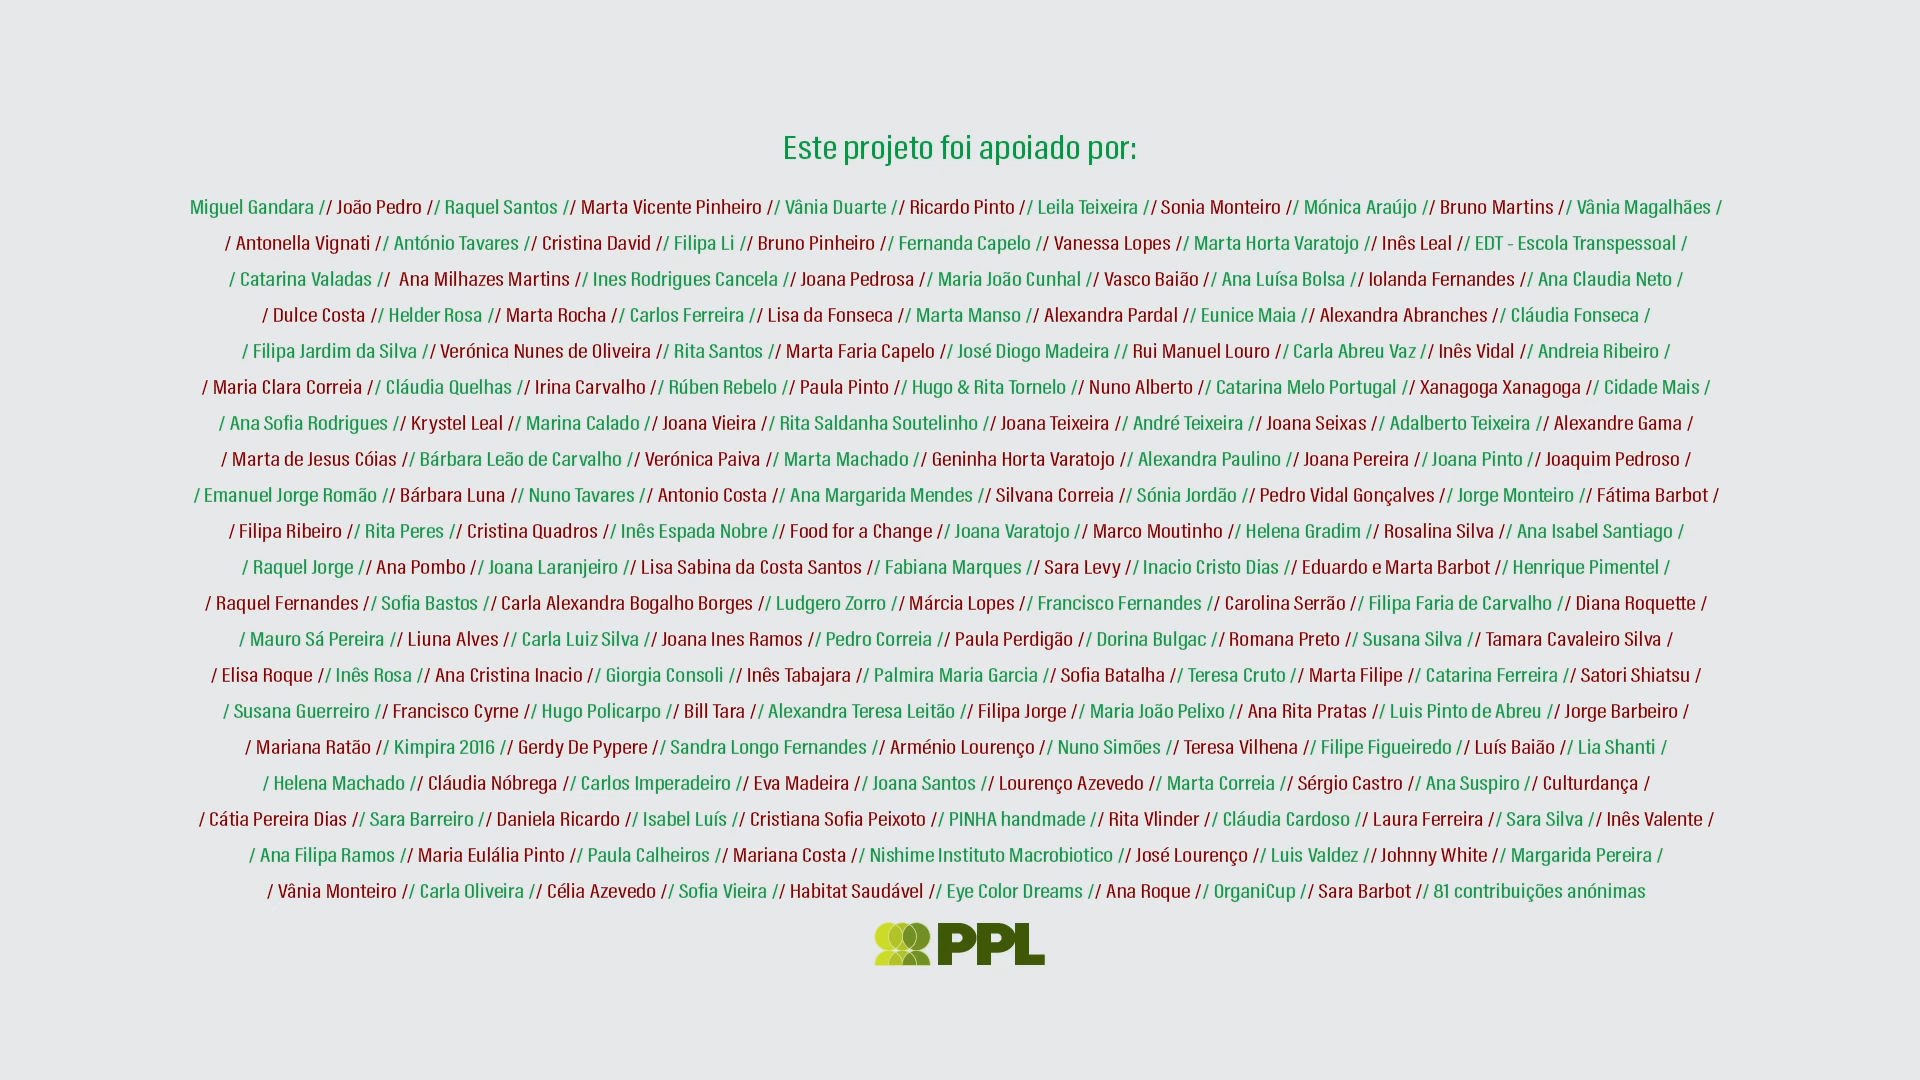 Este projeto foi apoiado por:
Miguel Gandara // João Pedro // Raquel Santos // Marta Vicente Pinheiro // Vânia Duarte // Ricardo Pinto // Leila Teixeira // Sonia Monteiro // Mónica Araújo // Bruno Martins // Vânia Magalhães /
/ Antonella Vignati // António Tavares // Cristina David // Filipa Li // Bruno Pinheiro // Fernanda Capelo // Vanessa Lopes // Marta Horta Varatojo // Inês Leal // EDT - Escola Transpessoal /
/ Catarina Valadas // Ana Milhazes Martins // Ines Rodrigues Cancela // Joana Pedrosa // Maria João Cunhal // Vasco Baião // Ana Luísa Bolsa // Iolanda Fernandes // Ana Claudia Neto /
/ Dulce Costa // Helder Rosa // Marta Rocha // Carlos Ferreira // Lisa da Fonseca // Marta Manso // Alexandra Pardal // Eunice Maia // Alexandra Abranches // Cláudia Fonseca /
/ Filipa Jardim da Silva // Verónica Nunes de Oliveira // Rita Santos // Marta Faria Capelo // José Diogo Madeira // Rui Manuel Louro // Carla Abreu Vaz // Inês Vidal // Andreia Ribeiro /
/ Maria Clara Correia // Cláudia Quelhas // Irina Carvalho // Rúben Rebelo // Paula Pinto // Hugo & Rita Tornelo // Nuno Alberto // Catarina Melo Portugal // Xanagoga Xanagoga // Cidade Mais /
/ Ana Sofia Rodrigues // Krystel Leal // Marina Calado // Joana Vieira // Rita Saldanha Soutelinho // Joana Teixeira // André Teixeira // Joana Seixas // Adalberto Teixeira // Alexandre Gama /
/ Marta de Jesus Cóias // Bárbara Leão de Carvalho // Verónica Paiva // Marta Machado // Geninha Horta Varatojo // Alexandra Paulino // Joana Pereira // Joana Pinto // Joaquim Pedroso /
/ Emanuel Jorge Romão // Bárbara Luna // Nuno Tavares // Antonio Costa // Ana Margarida Mendes // Silvana Correia // Sónia Jordão // Pedro Vidal Gonçalves // Jorge Monteiro // Fátima Barbot /
/ Filipa Ribeiro // Rita Peres // Cristina Quadros // Inês Espada Nobre // Food for a Change // Joana Varatojo // Marco Moutinho // Helena Gradim // Rosalina Silva // Ana Isabel Santiago /
/ Raquel Jorge // Ana Pombo // Joana Laranjeiro // Lisa Sabina da Costa Santos // Fabiana Marques // Sara Levy // Inacio Cristo Dias // Eduardo e Marta Barbot // Henrique Pimentel /
/ Raquel Fernandes // Sofia Bastos // Carla Alexandra Bogalho Borges // Ludgero Zorro // Márcia Lopes // Francisco Fernandes // Carolina Serrão // Filipa Faria de Carvalho // Diana Roquette /
/ Mauro Sá Pereira // Liuna Alves // Carla Luiz Silva // Joana Ines Ramos // Pedro Correia // Paula Perdigão // Dorina Bulgac // Romana Preto // Susana Silva // Tamara Cavaleiro Silva /
/ Elisa Roque // Inês Rosa // Ana Cristina Inacio // Giorgia Consoli // Inês Tabajara // Palmira Maria Garcia // Sofia Batalha // Teresa Cruto // Marta Filipe // Catarina Ferreira // Satori Shiatsu /
/ Susana Guerreiro // Francisco Cyrne // Hugo Policarpo // Bill Tara // Alexandra Teresa Leitão // Filipa Jorge // Maria João Pelixo // Ana Rita Pratas // Luis Pinto de Abreu // Jorge Barbeiro /
/ Mariana Ratão // Kimpira 2016 // Gerdy De Pypere // Sandra Longo Fernandes // Arménio Lourenço // Nuno Simões // Teresa Vilhena // Filipe Figueiredo // Luís Baião // Lia Shanti /
/ Helena Machado // Cláudia Nóbrega // Carlos Imperadeiro // Eva Madeira // Joana Santos // Lourenço Azevedo // Marta Correia // Sérgio Castro // Ana Suspiro // Culturdança /
/ Cátia Pereira Dias // Sara Barreiro // Daniela Ricardo // Isabel Luís // Cristiana Sofia Peixoto // PINHA handmade // Rita Vlinder // Cláudia Cardoso // Laura Ferreira // Sara Silva // Inês Valente /
/ Ana Filipa Ramos // Maria Eulália Pinto // Paula Calheiros // Mariana Costa // Nishime Instituto Macrobiotico // José Lourenço // Luis Valdez // Johnny White // Margarida Pereira /
/ Vânia Monteiro // Carla Oliveira // Célia Azevedo // Sofia Vieira // Habitat Saudável // Eye Color Dreams // Ana Roque // OrganiCup // Sara Barbot // 81 contribuições anónimas
PPL